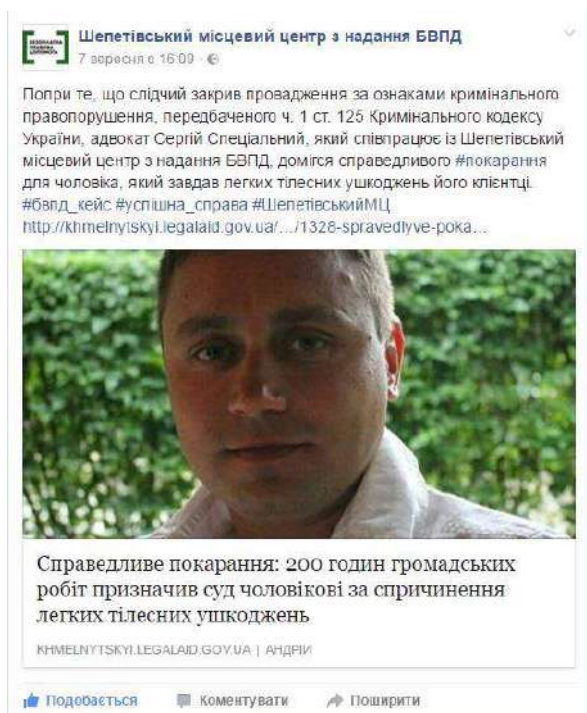 БЕЗОПЛАТНА
ПРАВОВА
ДОПОМОГА
Шепетівський місцевий центр з надання БВПД
7 вересня о 16:09 ·
Попри те, що слідчий закрив провадження за ознаками кримінального
правопорушення, передбаченого ч. 1 ст. 125 Кримінального кодексу
України, адвокат Сергій Спеціальний, який співпрацює із Шепетівський
місцевий центр з надання БВПД, домігся справедливого #покарання
для чоловіка, який завдав легких тілесних ушкоджень його клієнтці.
#бвпд_кейс #успішна_справа #ШепетівськийМЦ
http://khmelnytskyi.legalaid.gov.ua/.../1328-spravedlyve-poka...
Справедливе покарання: 200 годин громадських
робіт призначив суд чоловікові за спричинення
легких тілесних ушкоджень
KHMELNYTSKYI.LEGALAID.GOV.UA | АНДРІЙ
Подобається Коментувати Поширити